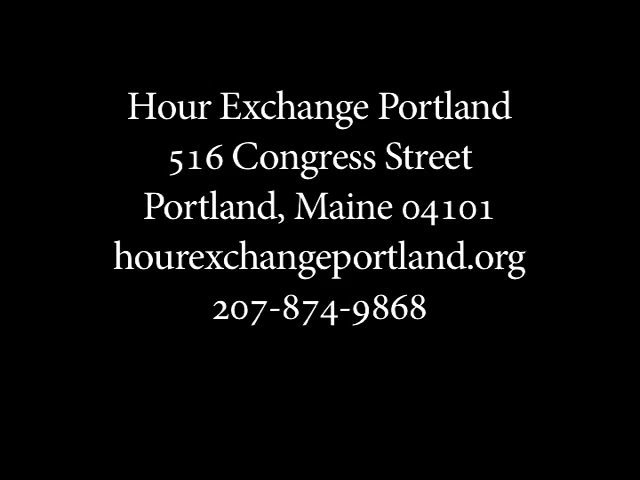 Hour Exchange Portland
516 Congress Street
Portland, Maine 04101
hourexchangeportland.org
207-874-9868